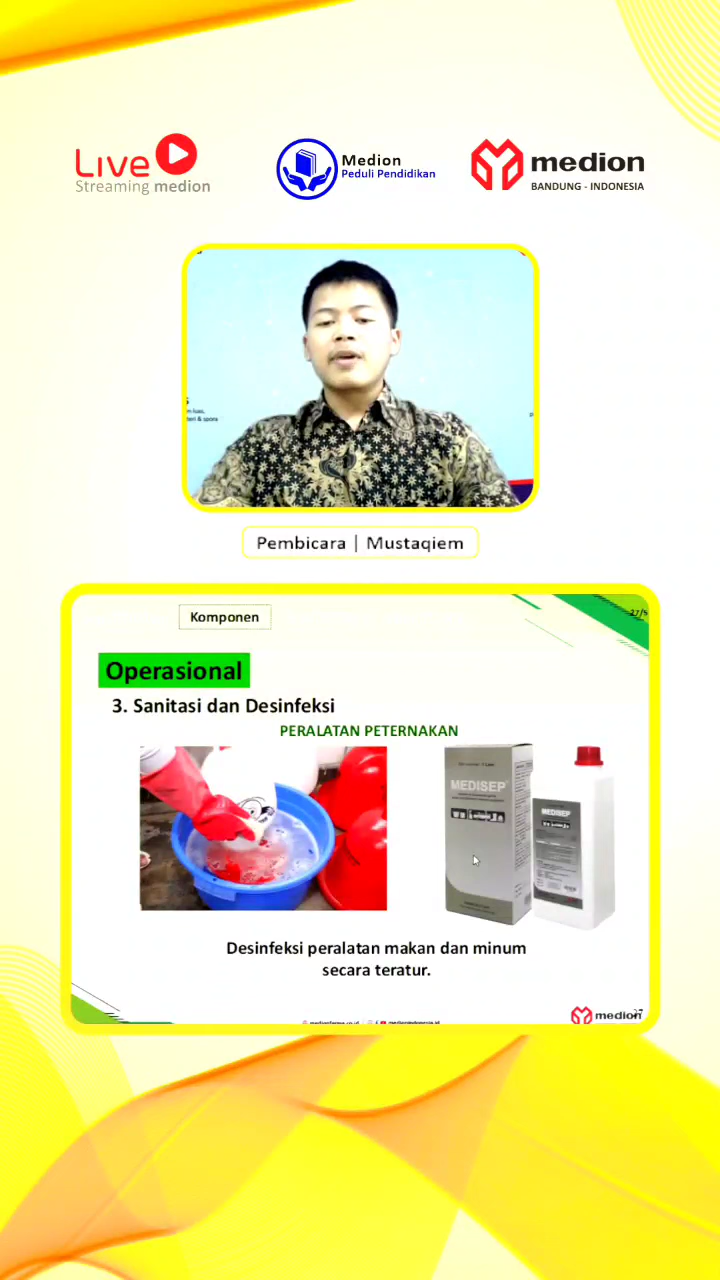 Live
Streaming medion
Medion
Peduli Pendidikan
medion
BANDUNG - INDONESIA
Pembicara | Mustaqiem
Komponen
Operasional
3. Sanitasi dan Desinfeksi
PERALATAN PETERNAKAN
MEDISEP
MEDISEP
Desinfeksi peralatan makan dan minum
secara teratur.
medion